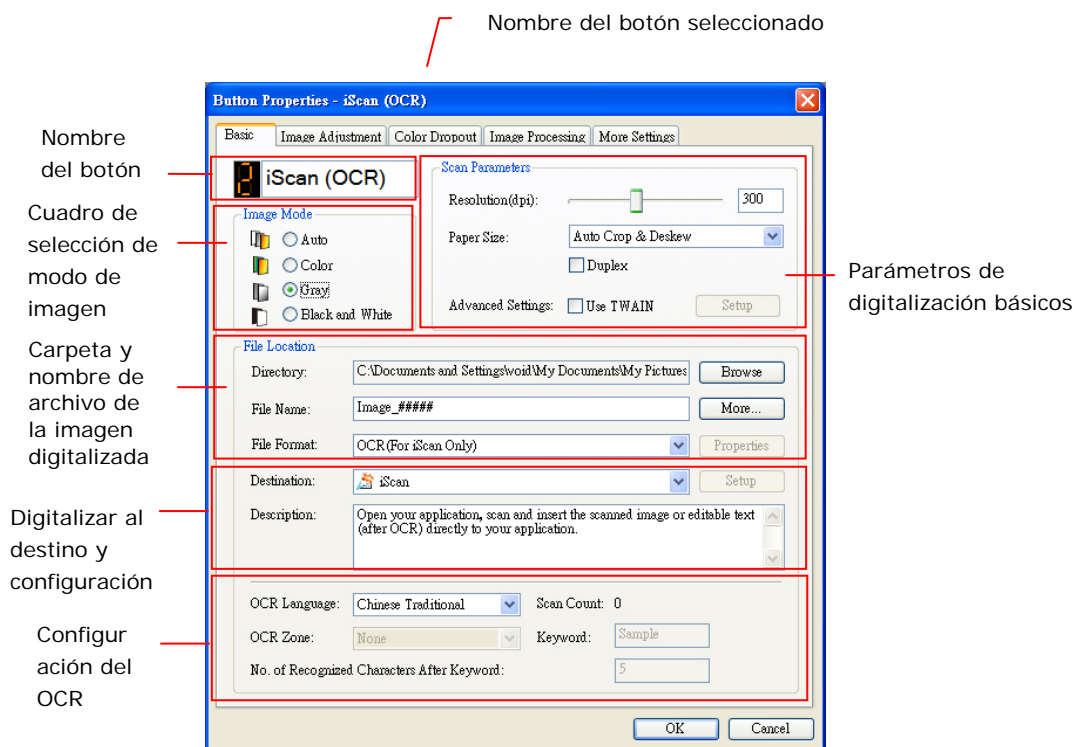 Nombre del botón seleccionado
Button Properties - iScan (OCR)
Basic
Image Adjustment
Color Dropout
Image Processing
More Settings
Nombre
del botón
2
iScan (OCR)
Cuadro de
selección de
modo de
imagen
Image Mode
Auto
Color
Gray
Black and White
Scan Parameters
Resolution(dpi):
300
Paper Size:
Auto Crop & Deskew
Duplex
Advanced Settings:
Use TWAIN
Setup
Parámetros de
digitalización básicos
Carpeta y
nombre de
archivo de
la imagen
digitalizada
File Location
Directory:
C:\Documents and Settings\void\My Documents\My Pictures
Browse
File Name:
Image_#####
More...
File Format:
OCR(For iScan Only)
Properties
Digitalizar al
destino y
configuración
Destination:
iScan
Setup
Description:
Open your application, scan and insert the scanned image or editable text
(after OCR) directly to your application.
Configur
ación del
OCR
OCR Language:
Chinese Traditional
Scan Count: 0
OCR Zone:
None
Keyword:
Sample
No. of Recognized Characters After Keyword:
5
OK
Cancel